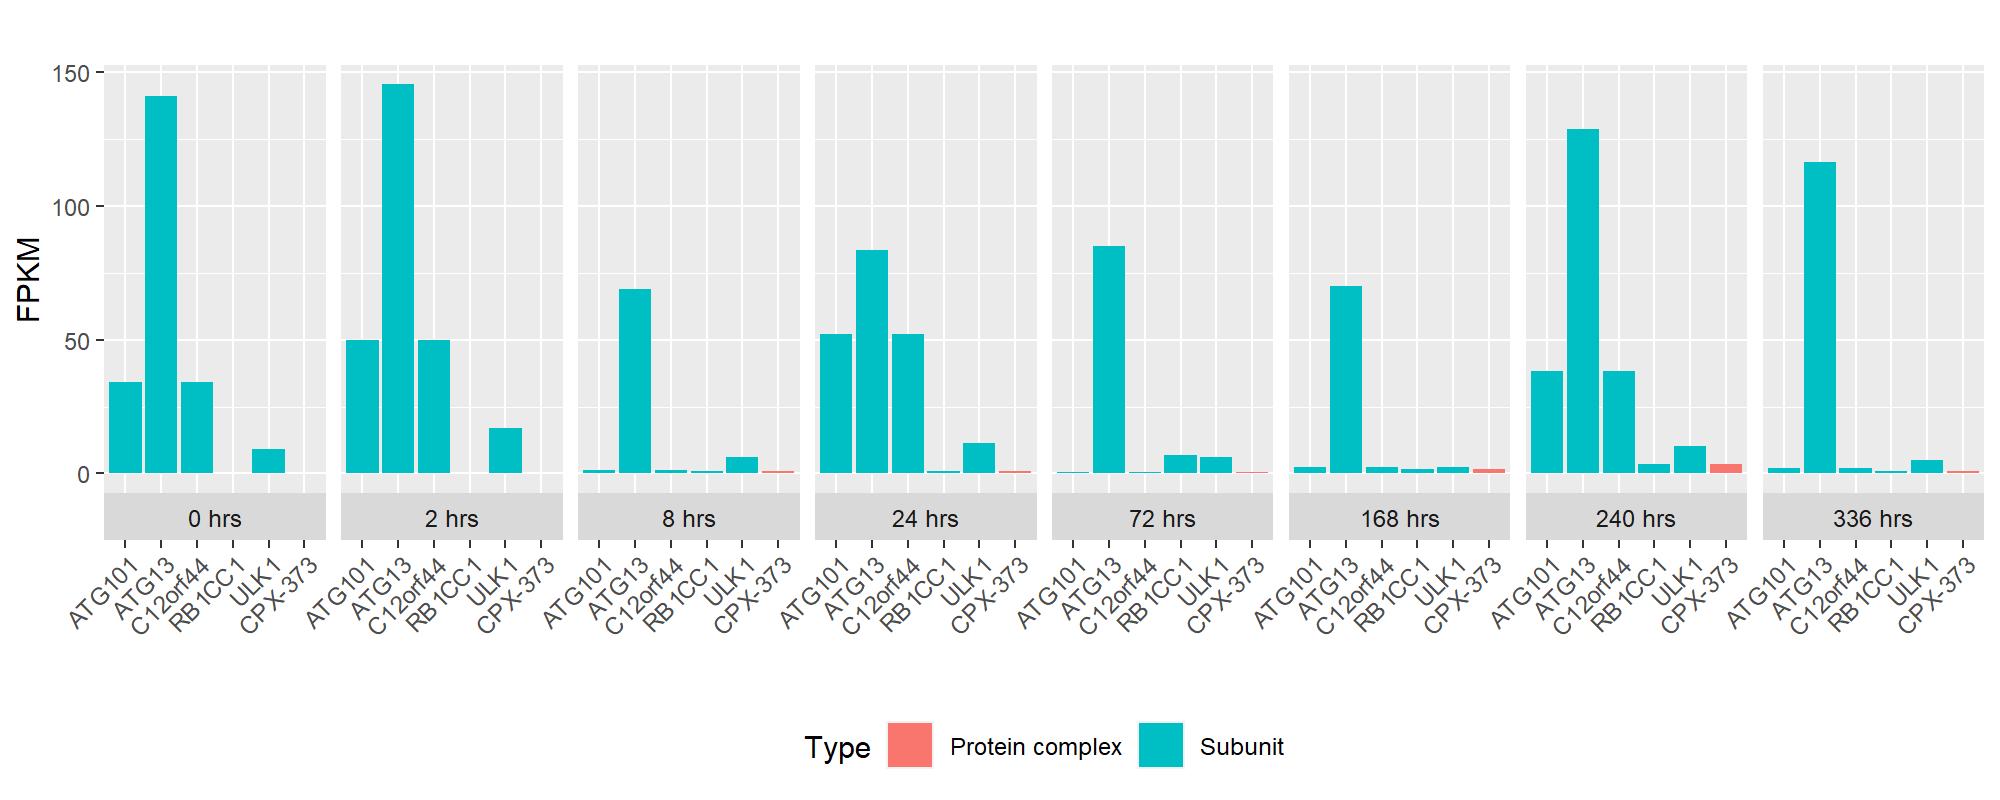 150
100
50
0
FPKM
0 hrs 2 hrs 8 hrs 24 hrs 72 hrs 168 hrs 240 hrs 336 hrs
ATG101 ATG13 C12orf44 RB1CC1 ULK1 CPX-373 ATG101 ATG13 C12orf44 RB1CC1 ULK1 CPX-373 ATG101 ATG13 C12orf44 RB1CC1 ULK1 CPX-373 ATG101 ATG13 C12orf44 RB1CC1 ULK1 CPX-373 ATG101 ATG13 C12orf44 RB1CC1 ULK1 CPX-373 ATG101 ATG13 C12orf44 RB1CC1 ULK1 CPX-373 ATG101 ATG13 C12orf44 RB1CC1 ULK1 CPX-373 ATG101 ATG13 C12orf44 RB1CC1 ULK1 CPX-373
Type Protein complex Subunit